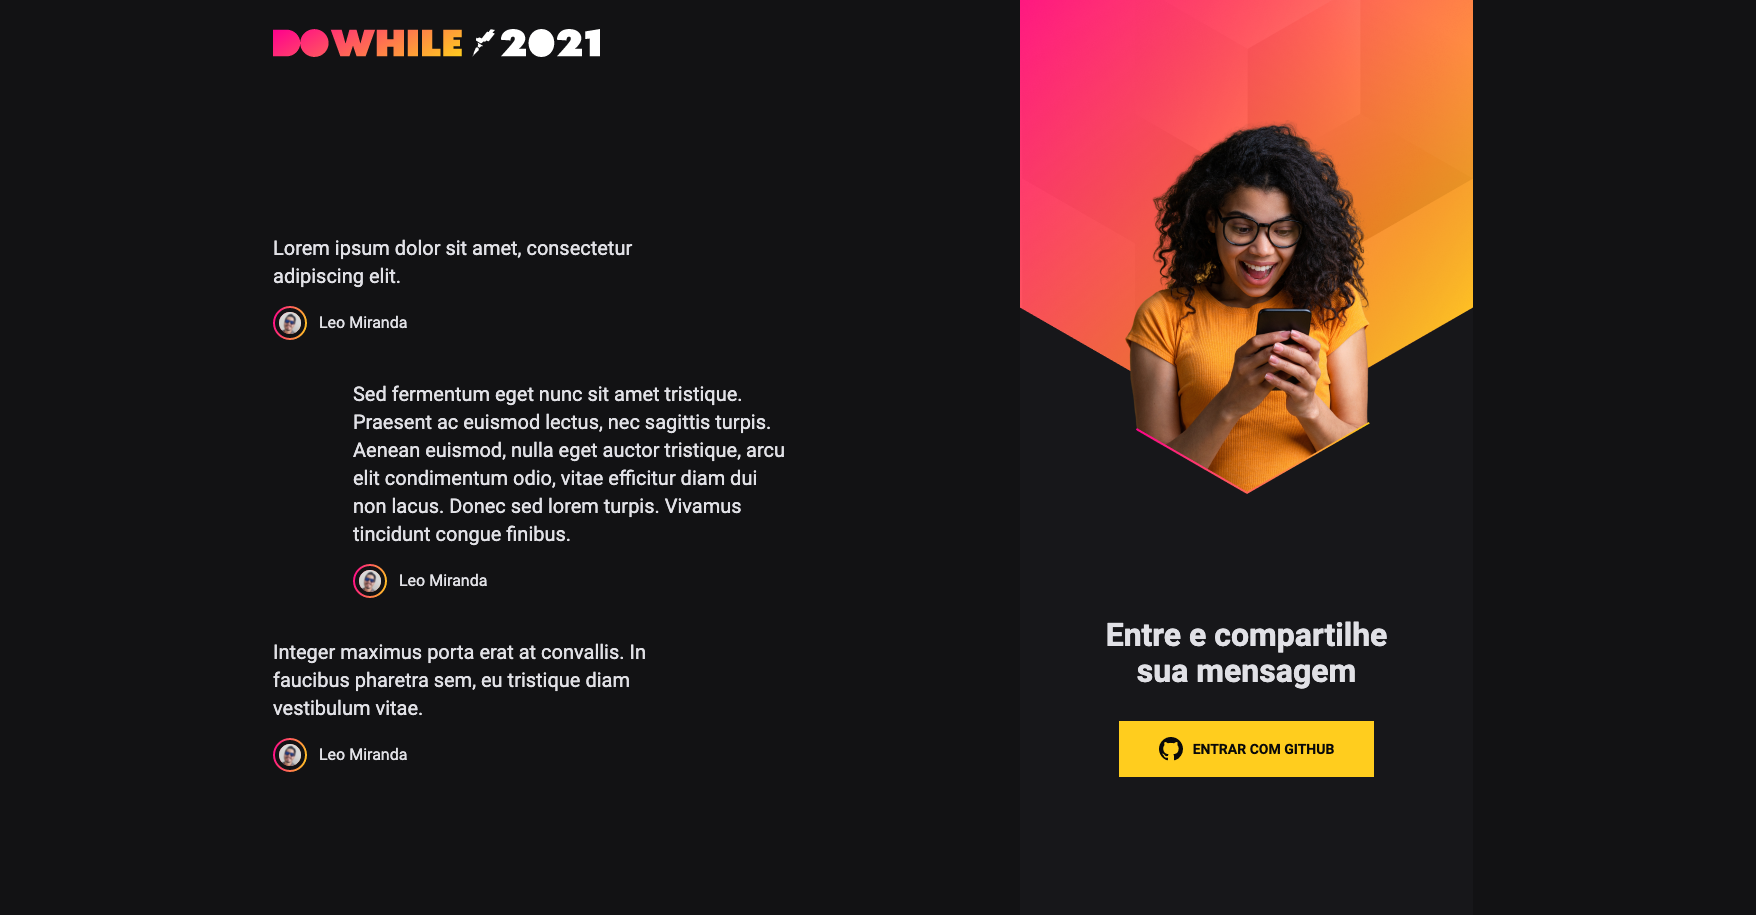 DOWHILE 2021
Lorem ipsum dolor sit amet, consectetur
adipiscing elit.
Leo Miranda
Sed fermentum eget nunc sit amet tristique.
Praesent ac euismod lectus, nec sagittis turpis.
Aenean euismod, nulla eget auctor tristique, arcu
elit condimentum odio, vitae efficitur diam dui
non lacus. Donec sed lorem turpis. Vivamus
tincidunt congue finibus.
Leo Miranda
Integer maximus porta erat at convallis. In
faucibus pharetra sem, eu tristique diam
vestibulum vitae.
Leo Miranda
Entre e compartilhe
sua mensagem
ENTRAR COM GITHUB